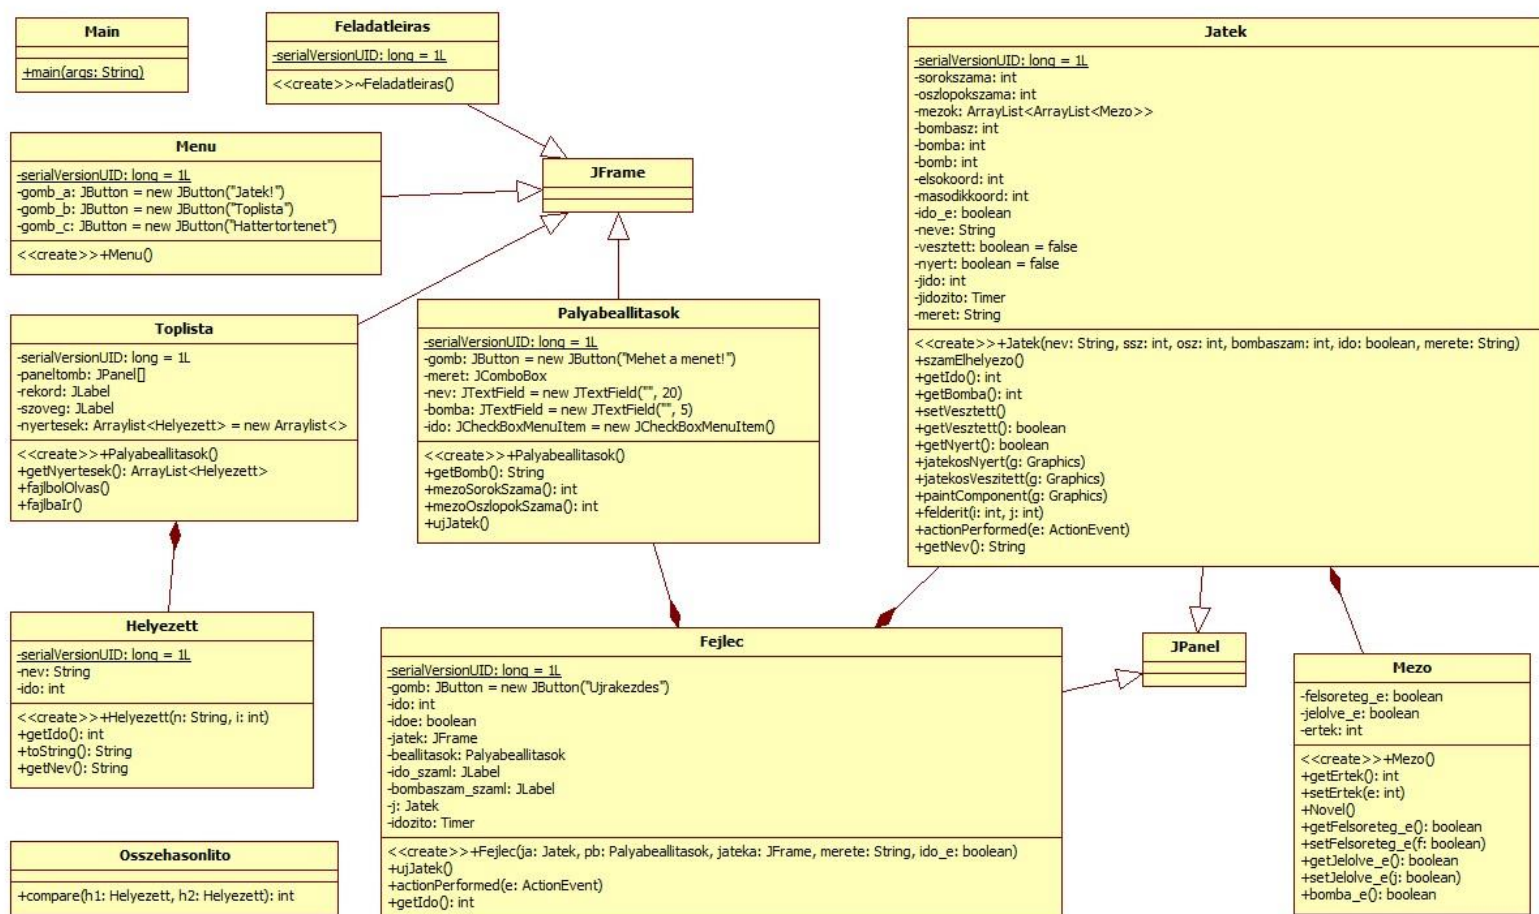 Main
+main(args: String)
Feladatleiras
-serialVersionUID: long = 1L
<<create>>~Feladatleiras()
Jatek
-serialVersionUID: long = 1L
-sorokszama: int
-oszlopokszama: int
-mezok: ArrayList<ArrayList<Mezo>>
-bombasz: int
-bomba: int
-bomb: int
-elsokoord: int
-masodikkoord: int
-ido_e: boolean
-neve: String
-vesztett: boolean = false
-nyert: boolean = false
-jido: int
-jidozito: Timer
-meret: String
<<create>>+Jatek(nev: String, ssz: int, osz: int, bombaszam: int, ido: boolean, merete: String)
+szamElhelyezo()
+getIdo(): int
+getBomba(): int
+setVesztett()
+getVesztett(): boolean
+getNyert(): boolean
+jatekosNyert(g: Graphics)
+jatekosVeszitett(g: Graphics)
+paintComponent(g: Graphics)
+felderit(i: int, j: int)
+actionPerformed(e: ActionEvent)
+getNev(): String
Menu
-serialVersionUID: long = 1L
-gomb_a: JButton = new JButton("Jatek!")
-gomb_b: JButton = new JButton("Toplista")
-gomb_c: JButton = new JButton("Hattertortenet")
<<create>>+Menu()
JFrame
Toplista
-serialVersionUID: long = 1L
-paneltomb: JPanel[]
-rekord: JLabel
-szoveg: JLabel
-nyertesek: Arraylist<Helyezett> = new Arraylist<>
<<create>>+Palyabeallitasok()
+getNyertesek(): ArrayList<Helyezett>
+fajlbolOlvas()
+fajlbaIr()
Palyabeallitasok
-serialVersionUID: long = 1L
-gomb: JButton = new JButton("Mehet a menet!")
-meret: JComboBox
-nev: JTextField = new JTextField("", 20)
-bomba: JTextField = new JTextField("", 5)
-ido: JCheckBoxMenuItem = new JCheckBoxMenuItem()
<<create>>+Palyabeallitasok()
+getBomb(): String
+mezoSorokSzama(): int
+mezoOszlopokSzama(): int
+ujJatek()
Helyezett
-serialVersionUID: long = 1L
-nev: String
-ido: int
<<create>>+Helyezett(n: String, i: int)
+getIdo(): int
+toString(): String
+getNev(): String
Fejlec
-serialVersionUID: long = 1L
-gomb: JButton = new JButton("Ujrakezdes")
-ido: int
-idoe: boolean
-jatek: JFrame
-beallitasok: Palyabeallitasok
-ido_szaml: JLabel
-bombaszam_szaml: JLabel
-j: Jatek
-idozito: Timer
<<create>>+Fejlec(ja: Jatek, pb: Palyabeallitasok, jateka: JFrame, merete: String, ido_e: boolean)
+ujJatek()
+actionPerformed(e: ActionEvent)
+getIdo(): int
JPanel
Mezo
-felsoreteg_e: boolean
-jelolve_e: boolean
-ertek: int
<<create>>+Mezo()
+getErtek(): int
+setErtek(e: int)
+Novel()
+getFelsoreteg_e(): boolean
+setFelsoreteg_e(f: boolean)
+getJelolve_e(): boolean
+setJelolve_e(j: boolean)
+bomba_e(): boolean
Osszehasonlito
+compare(h1: Helyezett, h2: Helyezett): int